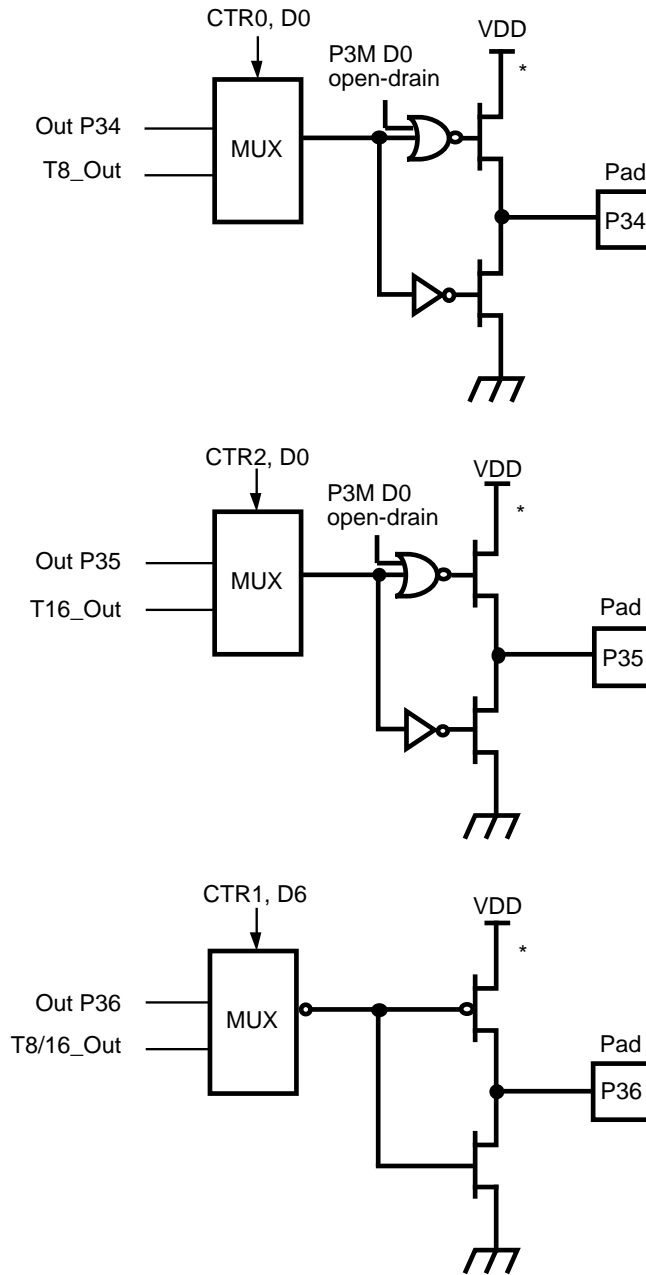 CTR0, D0
VDD
P3M D0
open-drain
*
Out P34
MUX
T8_Out
Pad
P34
CTR2, D0
VDD
P3M D0
open-drain
*
Out P35
MUX
T16_Out
Pad
P35
CTR1, D6
VDD
*
Out P36
MUX
T8/16_Out
Pad
P36